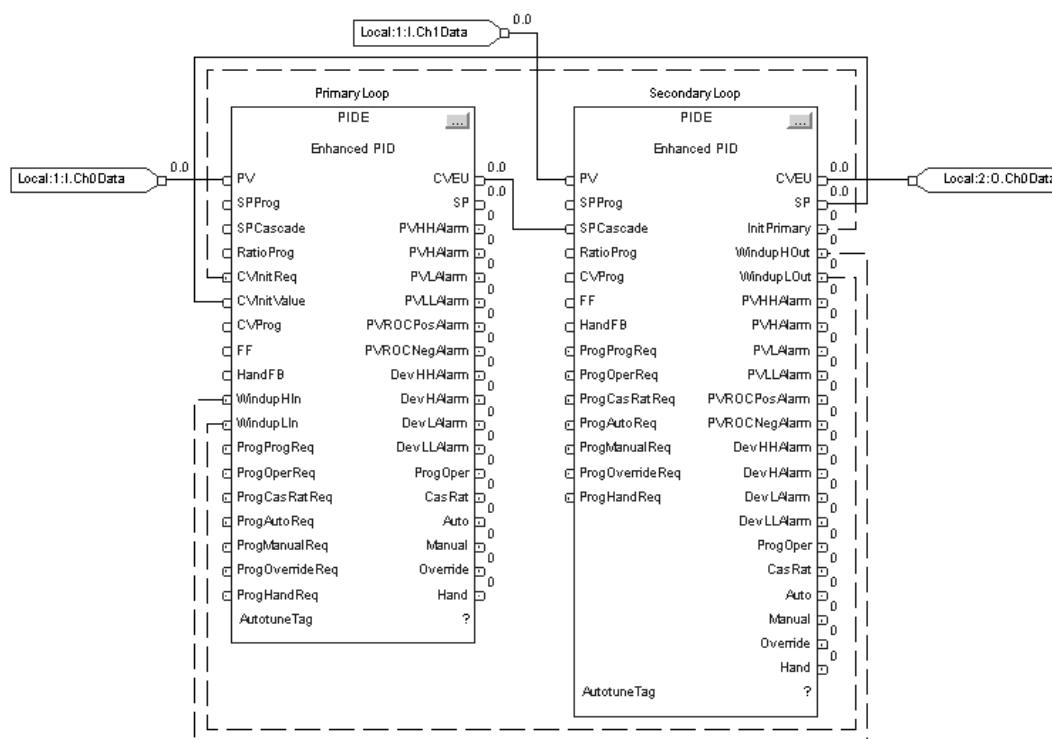 0.0
Local:1:I.Ch1Data
Primary Loop
Secondary Loop
PIDE
...
PIDE
...
Enhanced PID
Enhanced PID
Local:1:I.Ch0Data
0.0
PV
CVEU
0.0
SPProg
SP
0
SPCascade
PVHHAlarm
0
RatioProg
PVHAlarm
0
CVInitReq
PVLAlarm
0
CVInitValue
PVLLAlarm
0
CVProg
PVROCPosAlarm
0
FF
PVROCNegAlarm
0
HandFB
DevHHAlarm
0
WindupHIn
DevHAlarm
0
WindupLIn
DevLAlarm
0
ProgProgReq
DevLLAlarm
0
ProgOperReq
ProgOper
0
ProgCasRatReq
CasRat
0
ProgAutoReq
Auto
0
ProgManualReq
Manual
0
ProgOverrideReq
Override
0
ProgHandReq
Hand
AutotuneTag
?
PV
CVEU
0.0
Local:2:O.Ch0Data
SPProg
SP
0.0
SPCascade
InitPrimary
0
RatioProg
WindupHOut
0
CVProg
WindupLOut
0
FF
PVHHAlarm
0
HandFB
PVHAlarm
0
ProgProgReq
PVLAlarm
0
ProgOperReq
PVLLAlarm
0
ProgCasRatReq
PVROCPosAlarm
0
ProgAutoReq
PVROCNegAlarm
0
ProgManualReq
DevHHAlarm
0
ProgOverrideReq
DevHAlarm
0
ProgHandReq
DevLAlarm
0
DevLLAlarm
0
ProgOper
0
CasRat
0
Auto
0
Manual
0
Override
0
Hand
0
AutotuneTag
?